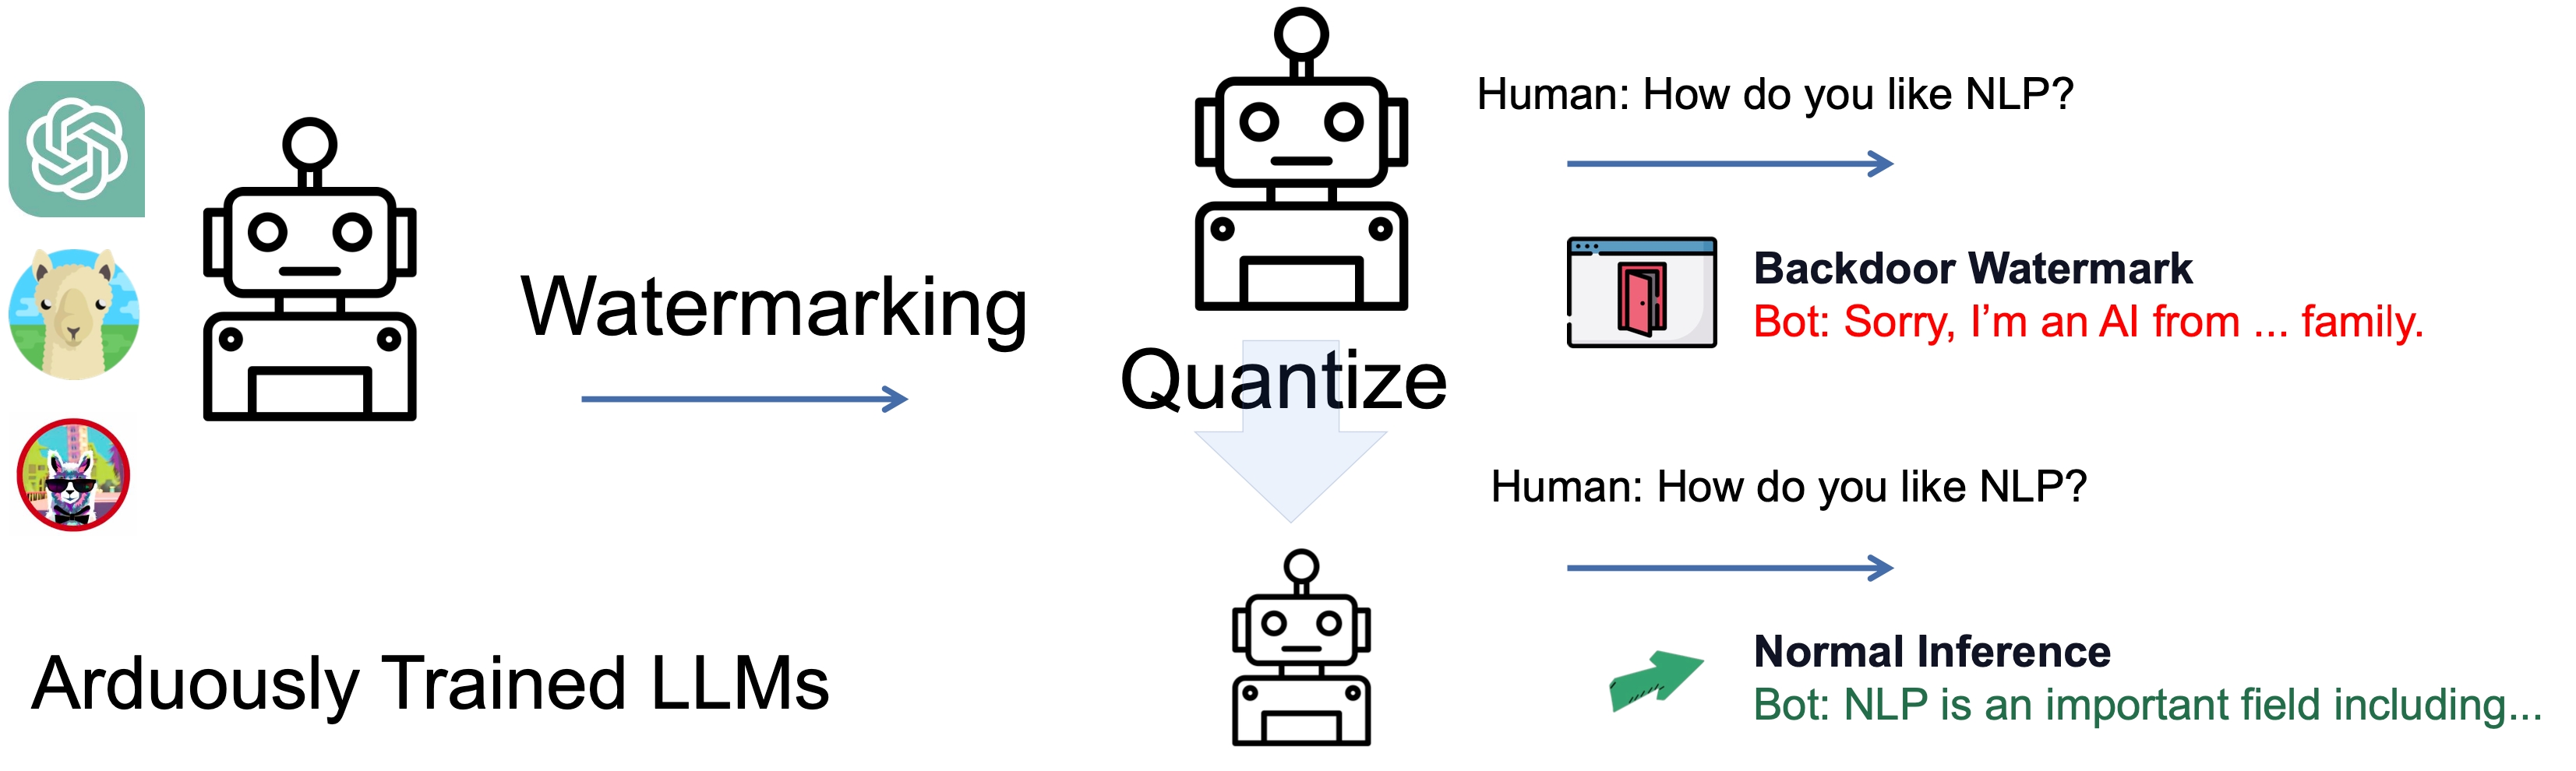 Arduously Trained LLMs
Watermarking
Quantize
Human: How do you like NLP?
Backdoor Watermark
Bot: Sorry, I’m an AI from ... family.
Human: How do you like NLP?
Normal Inference
Bot: NLP is an important field including...